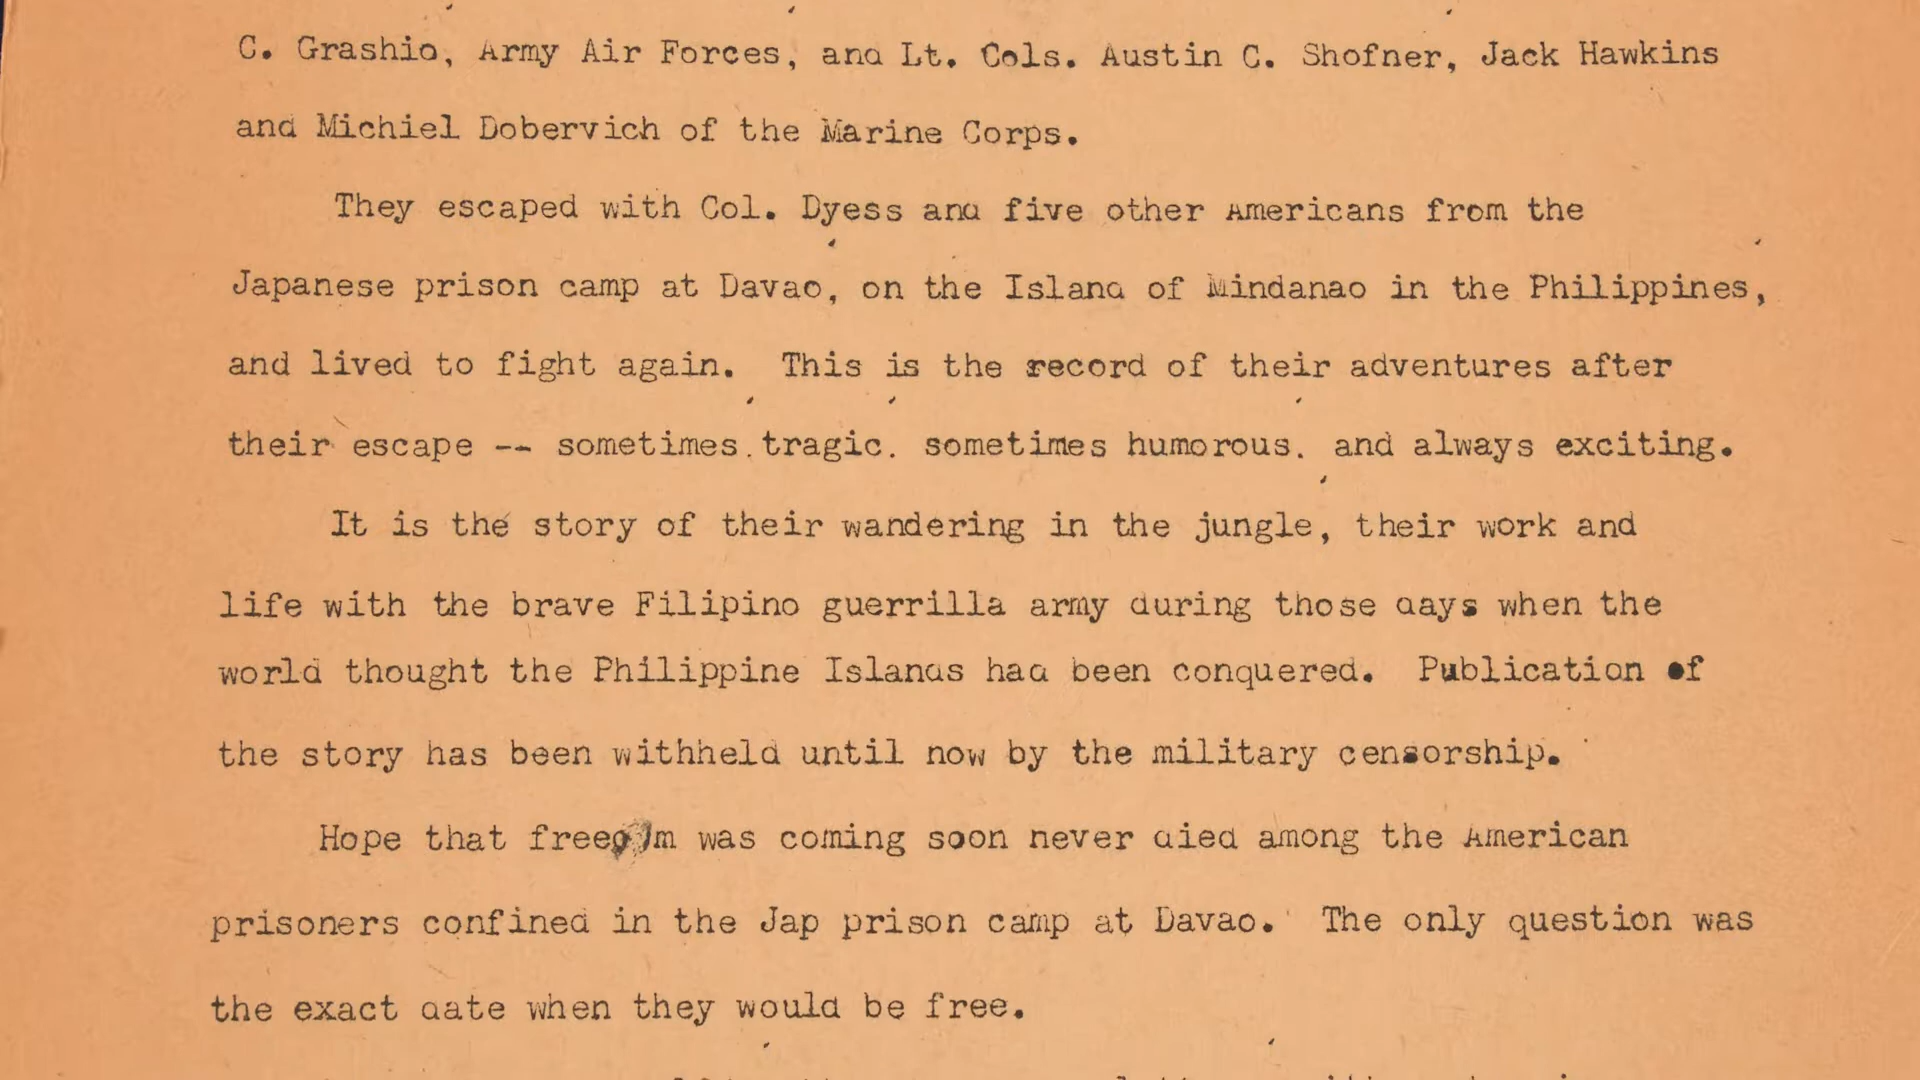 C. Grashio, Army Air Forces, and Lt. Cols. Austin C. Shofner, Jack Hawkins
and Michiel Dobervich of the Marine Corps.
They escaped with Col. Dyess and five other Americans from the
Japanese prison camp at Davao, on the Island of Mindanao in the Philippines,
and lived to fight again. This is the record of their adventures after
their escape -- sometimes tragic, sometimes humorous, and always exciting.
It is the story of their wandering in the jungle, their work and
life with the brave Filipino guerrilla army during those days when the
world thought the Philippine Islands had been conquered. Publication of
the story has been withheld until now by the military censorship.
Hope that freedom was coming soon never died among the American
prisoners confined in the Jap prison camp at Davao. The only question was
the exact date when they would be free.